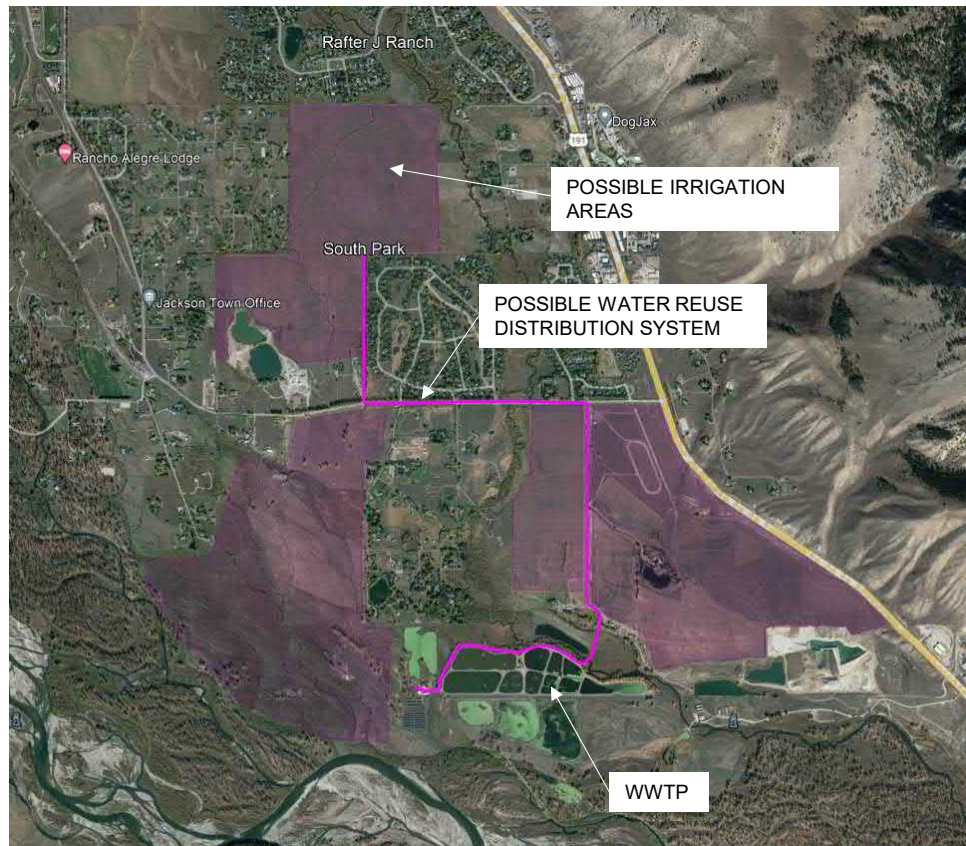 Rafter J Ranch
DogJax
191
Rancho Alegre Lodge
POSSIBLE IRRIGATION
AREAS
South Park
Jackson Town Office
POSSIBLE WATER REUSE
DISTRIBUTION SYSTEM
WWTP